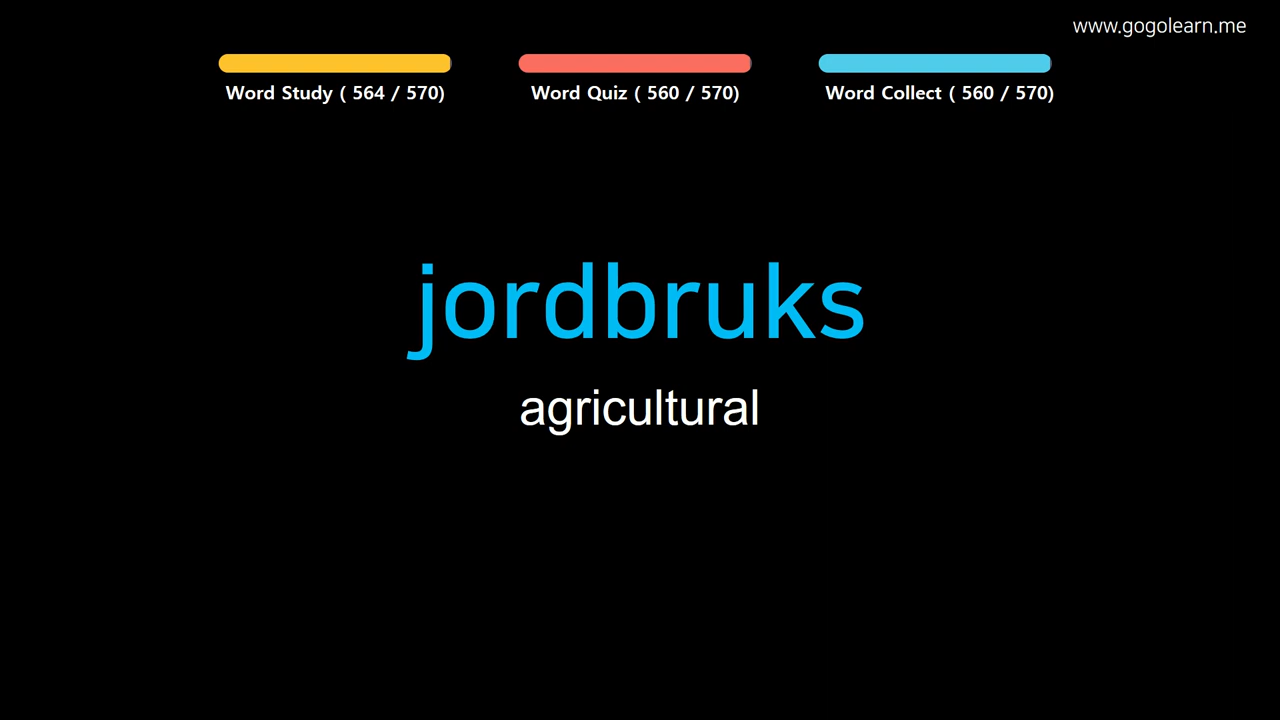 www.gogolearn.me
Word Study ( 564 / 570)
Word Quiz ( 560 / 570)
Word Collect ( 560 / 570)
jordbruks
agricultural